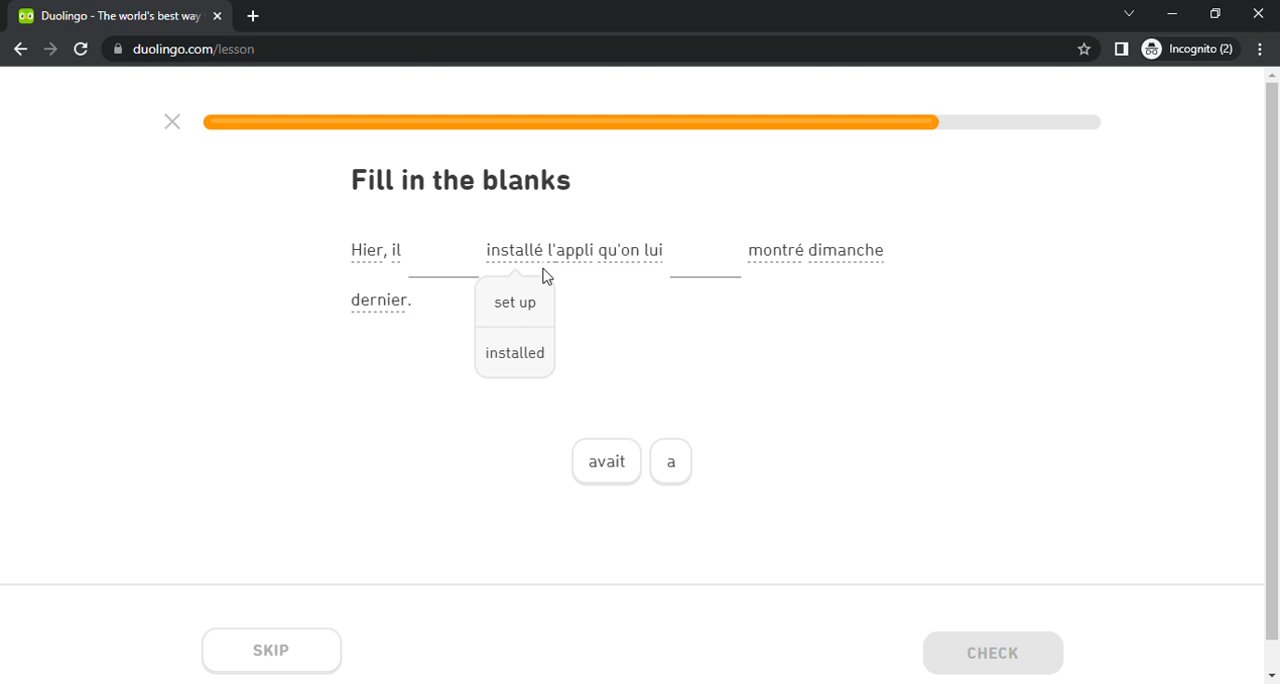 Duolingo - The world's best way
duolingo.com/lesson
Incognito (2)
Fill in the blanks
Hier, il installé l'appli qu'on lui montré dimanche
dernier.
set up
installed
avait a
SKIP CHECK